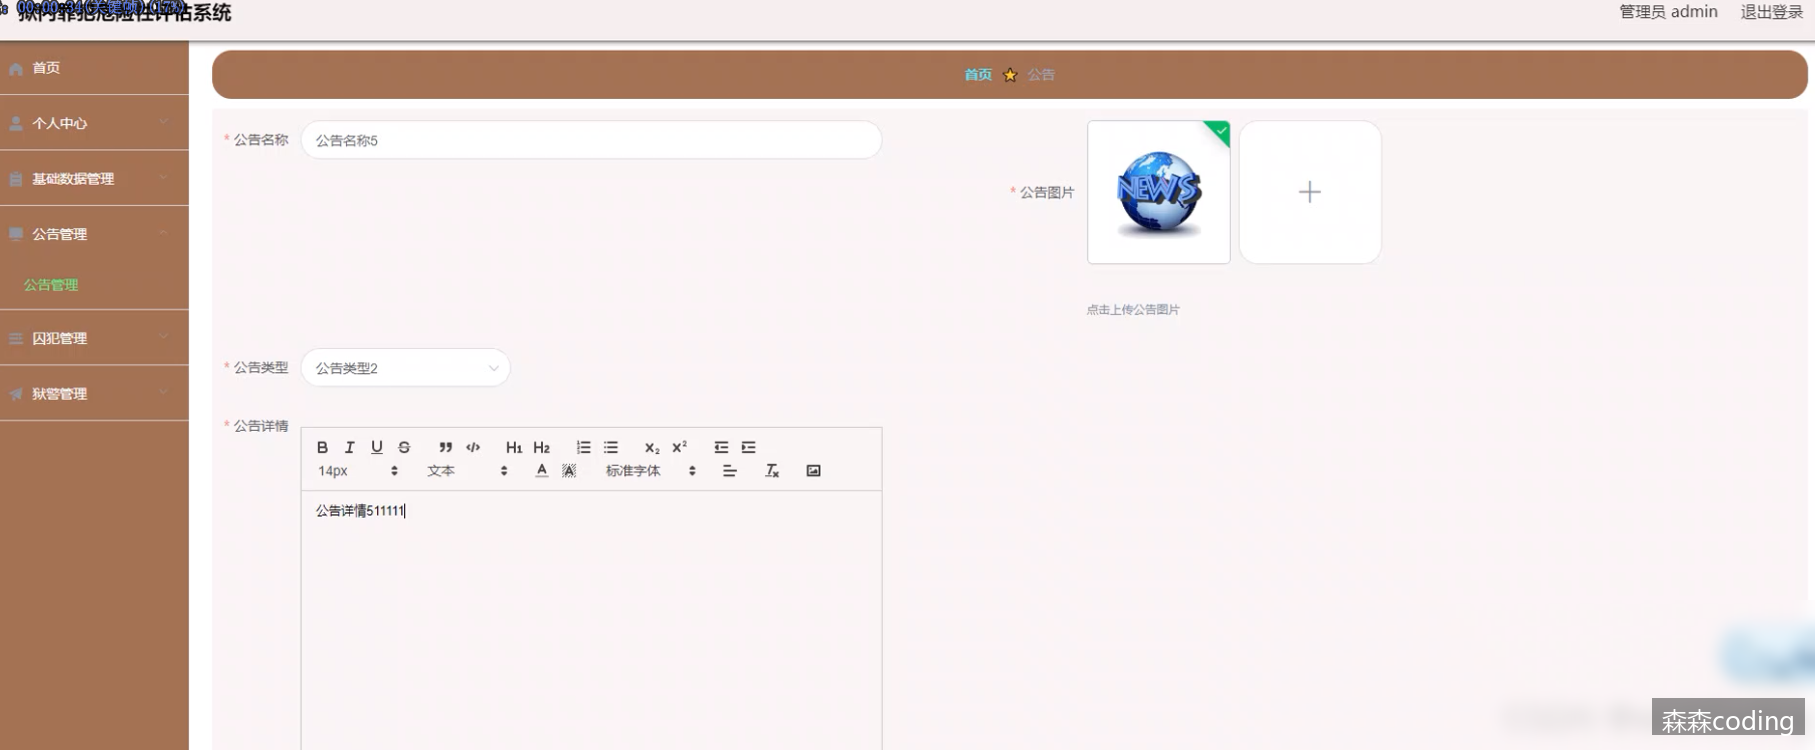 狱内罪犯危险性评估系统
管理员 admin
退出登录
首页
个人中心
基础数据管理
公告管理
公告管理
囚犯管理
狱警管理
首页 公告
* 公告名称
公告名称5
* 公告图片
NEWS
点击上传公告图片
* 公告类型
公告类型2
* 公告详情
B I U S H1 H2 X2 X2
14px 文本 A A 标准字体 Tx
公告详情511111
森森coding